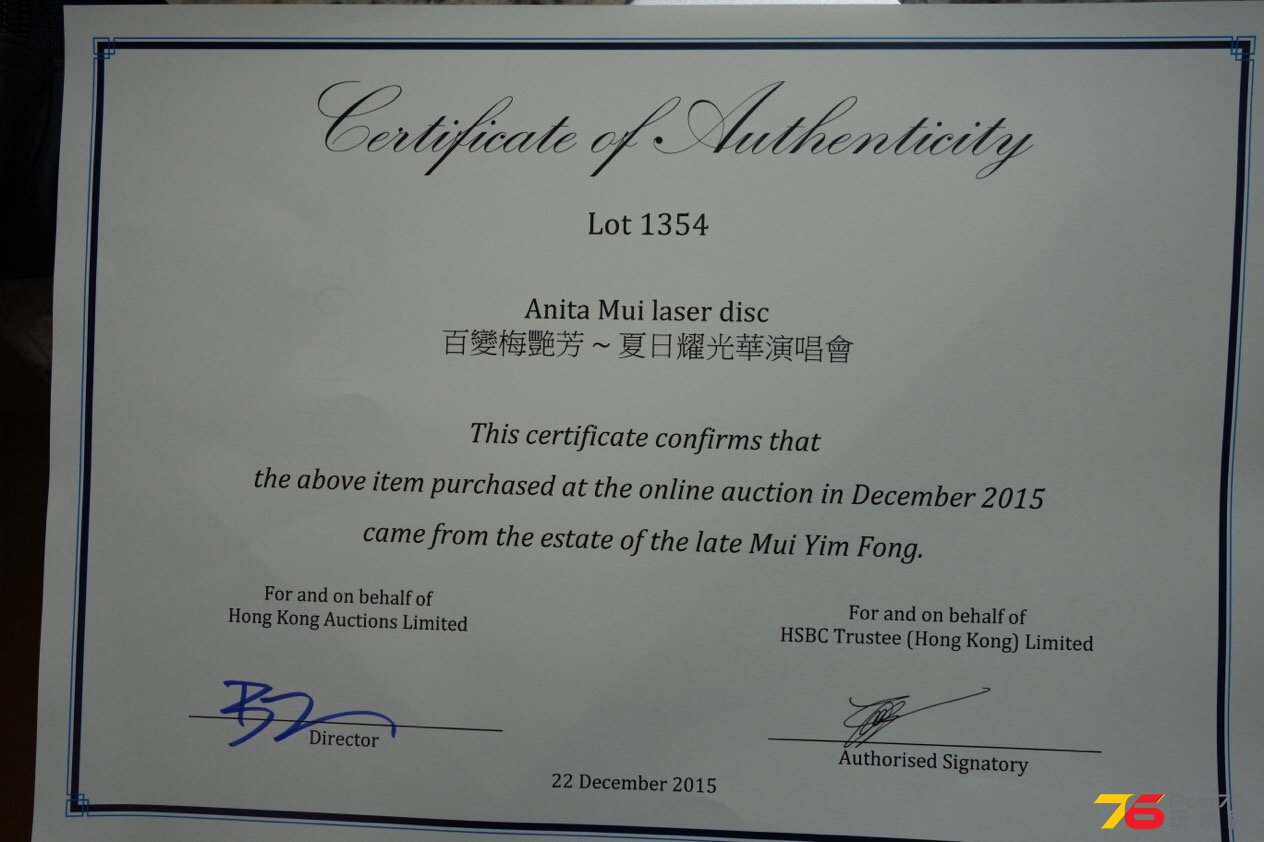 Certificate of Authenticity
Lot 1354
Anita Mui laser disc
百變梅艷芳 ~ 夏日耀光華演唱會
This certificate confirms that
the above item purchased at the online auction in December 2015
came from the estate of the late Mui Yim Fong.
For and on behalf of
Hong Kong Auctions Limited
For and on behalf of
HSBC Trustee (Hong Kong) Limited
Director
Authorised Signatory
22 December 2015
76